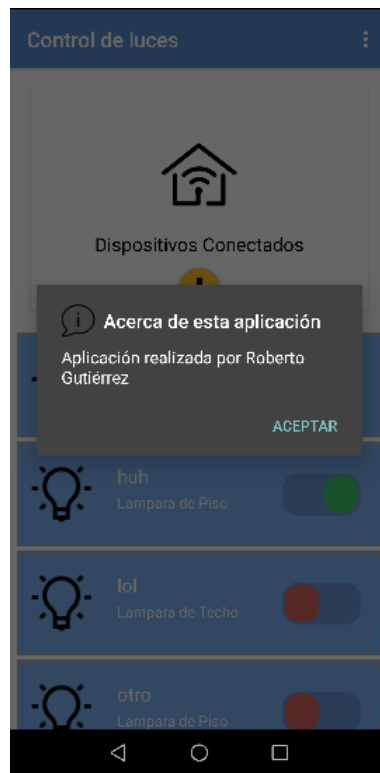 Control de luces
Dispositivos Conectados
Acerca de esta aplicación
Aplicación realizada por Roberto
Gutiérrez
ACEPTAR
huh
Lampara de Piso
lol
Lampara de Techo
otro
Lampara de Piso